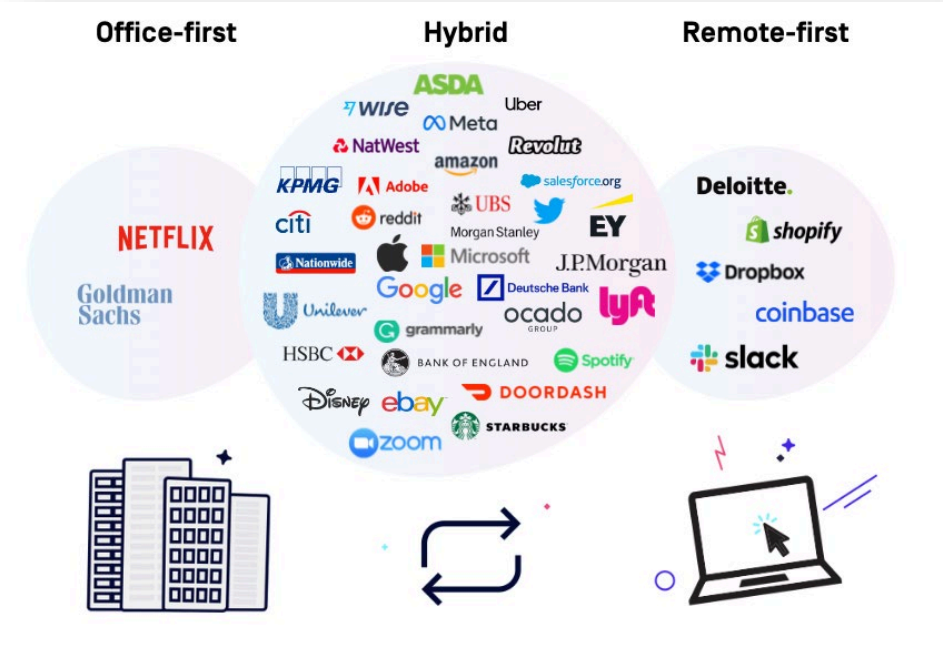 Office-first
Hybrid
Remote-first
NETFLIX
Goldman
Sachs
ASDA
wise
Uber
Meta
NatWest
Revolut
amazon
KPMG
Adobe
salesforce.org
citi
reddit
UBS
EY
Morgan Stanley
Nationwide
Microsoft
J.P.Morgan
Google
Deutsche Bank
Unilever
ocado
GROUP
lyft
grammarly
HSBC
BANK OF ENGLAND
Spotify
Disney
ebay
DOORDASH
STARBUCKS
zoom
Deloitte.
shopify
Dropbox
coinbase
slack